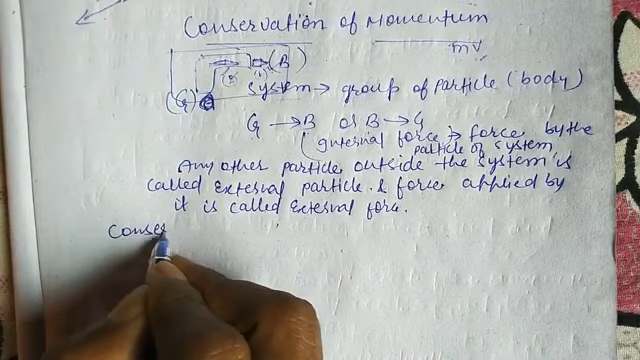 Conservation of Momentum
mv
(B)
System → group of particle (body)
(G)
G → B or B → G
Internal force → force by the
particle of system
Any other particle outside the system is
called External particle & force applied by
it is called External force.
Conse